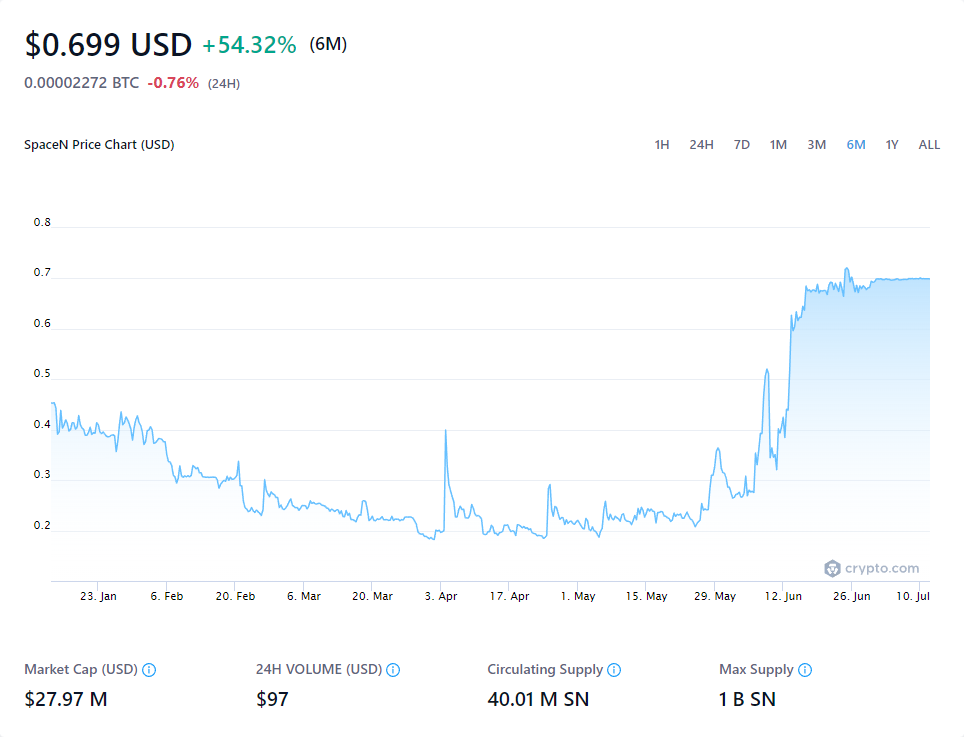 $0.699 USD +54.32% (6M)
0.00002272 BTC -0.76% (24H)
SpaceN Price Chart (USD) 1H 24H 7D 1M 3M 6M 1Y ALL
0.8
0.7
0.6
0.5
0.4
0.3
0.2
crypto.com
23. Jan 6. Feb 20. Feb 6. Mar 20. Mar 3. Apr 17. Apr 1. May 15. May 29. May 12. Jun 26. Jun 10. Jul
Market Cap (USD) 24H VOLUME (USD) Circulating Supply Max Supply
$27.97 M $97 40.01 M SN 1 B SN